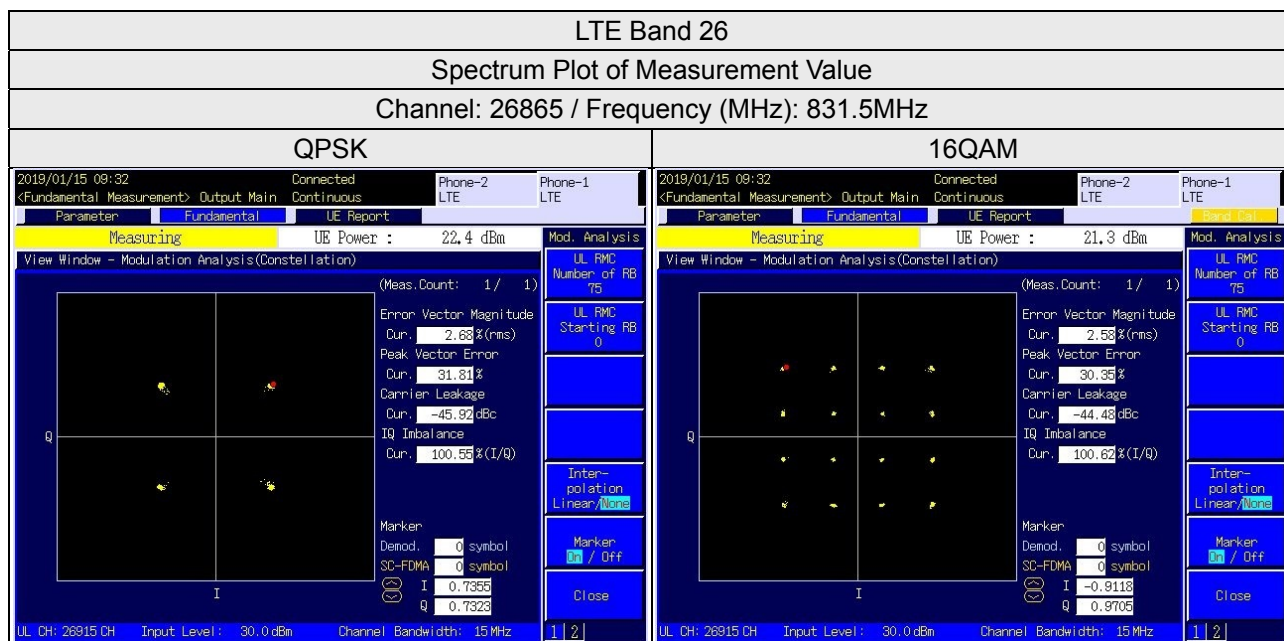 LTE Band 26
Spectrum Plot of Measurement Value
Channel: 26865 / Frequency (MHz): 831.5MHz
QPSK
2019/01/15 09:32 Connected
<Fundamental Measurement> Output Main Continuous
Phone-2 LTE
Phone-1 LTE
Parameter Fundamental UE Report
Measuring UE Power : 22.4 dBm Mod. Analysis
View Window - Modulation Analysis(Constellation)
(Meas.Count: 1/ 1)
Error Vector Magnitude
Cur. 2.68 %(rms)
Peak Vector Error
Cur. 31.81 %
Carrier Leakage
Cur. -45.92 dBc
IQ Imbalance
Cur. 100.55 %(I/Q)
Marker
Demod. 0 symbol
SC-FDMA 0 symbol
I 0.7355
Q 0.7323
Q
I
UL RMC
Number of RB
75
UL RMC
Starting RB
0
Inter-
polation
Linear/None
Marker
On / Off
Close
UL CH: 26915 CH Input Level: 30.0 dBm Channel Bandwidth: 15 MHz 1 2
16QAM
2019/01/15 09:32 Connected
<Fundamental Measurement> Output Main Continuous
Phone-2 LTE
Phone-1 LTE
Parameter Fundamental UE Report Band Cal.
Measuring UE Power : 21.3 dBm Mod. Analysis
View Window - Modulation Analysis(Constellation)
(Meas.Count: 1/ 1)
Error Vector Magnitude
Cur. 2.58 %(rms)
Peak Vector Error
Cur. 30.35 %
Carrier Leakage
Cur. -44.48 dBc
IQ Imbalance
Cur. 100.62 %(I/Q)
Marker
Demod. 0 symbol
SC-FDMA 0 symbol
I -0.9118
Q 0.9705
Q
I
UL RMC
Number of RB
75
UL RMC
Starting RB
0
Inter-
polation
Linear/None
Marker
On / Off
Close
UL CH: 26915 CH Input Level: 30.0 dBm Channel Bandwidth: 15 MHz 1 2